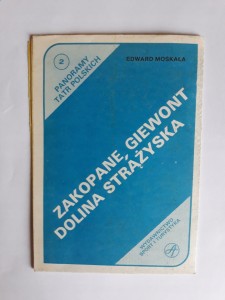 2
PANORAMY
TATR POLSKICH
EDWARD MOSKAŁA
ZAKOPANE, GIEWONT
DOLINA STRĄŻYSKA
WYDAWNICTWO
SPORT I TURYSTYKA